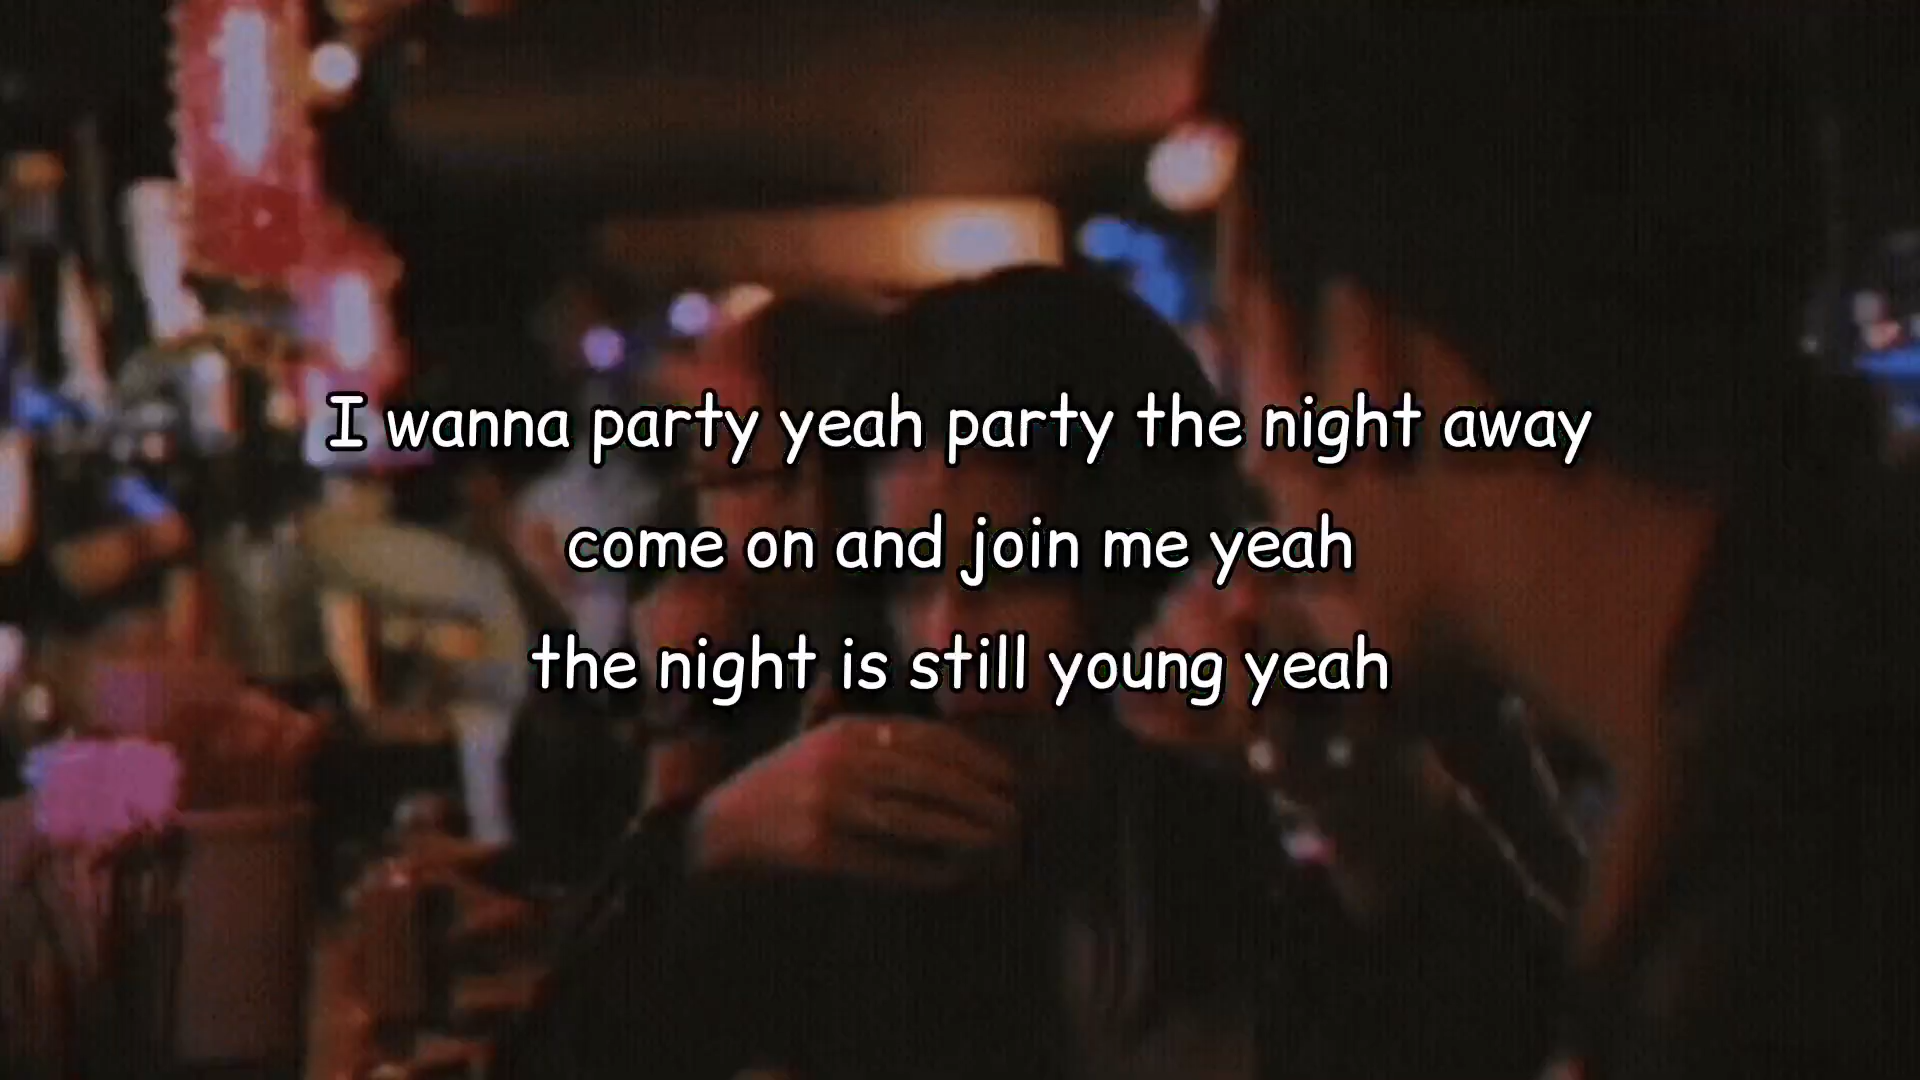 I wanna party yeah party the night away
come on and join me yeah
the night is still young yeah